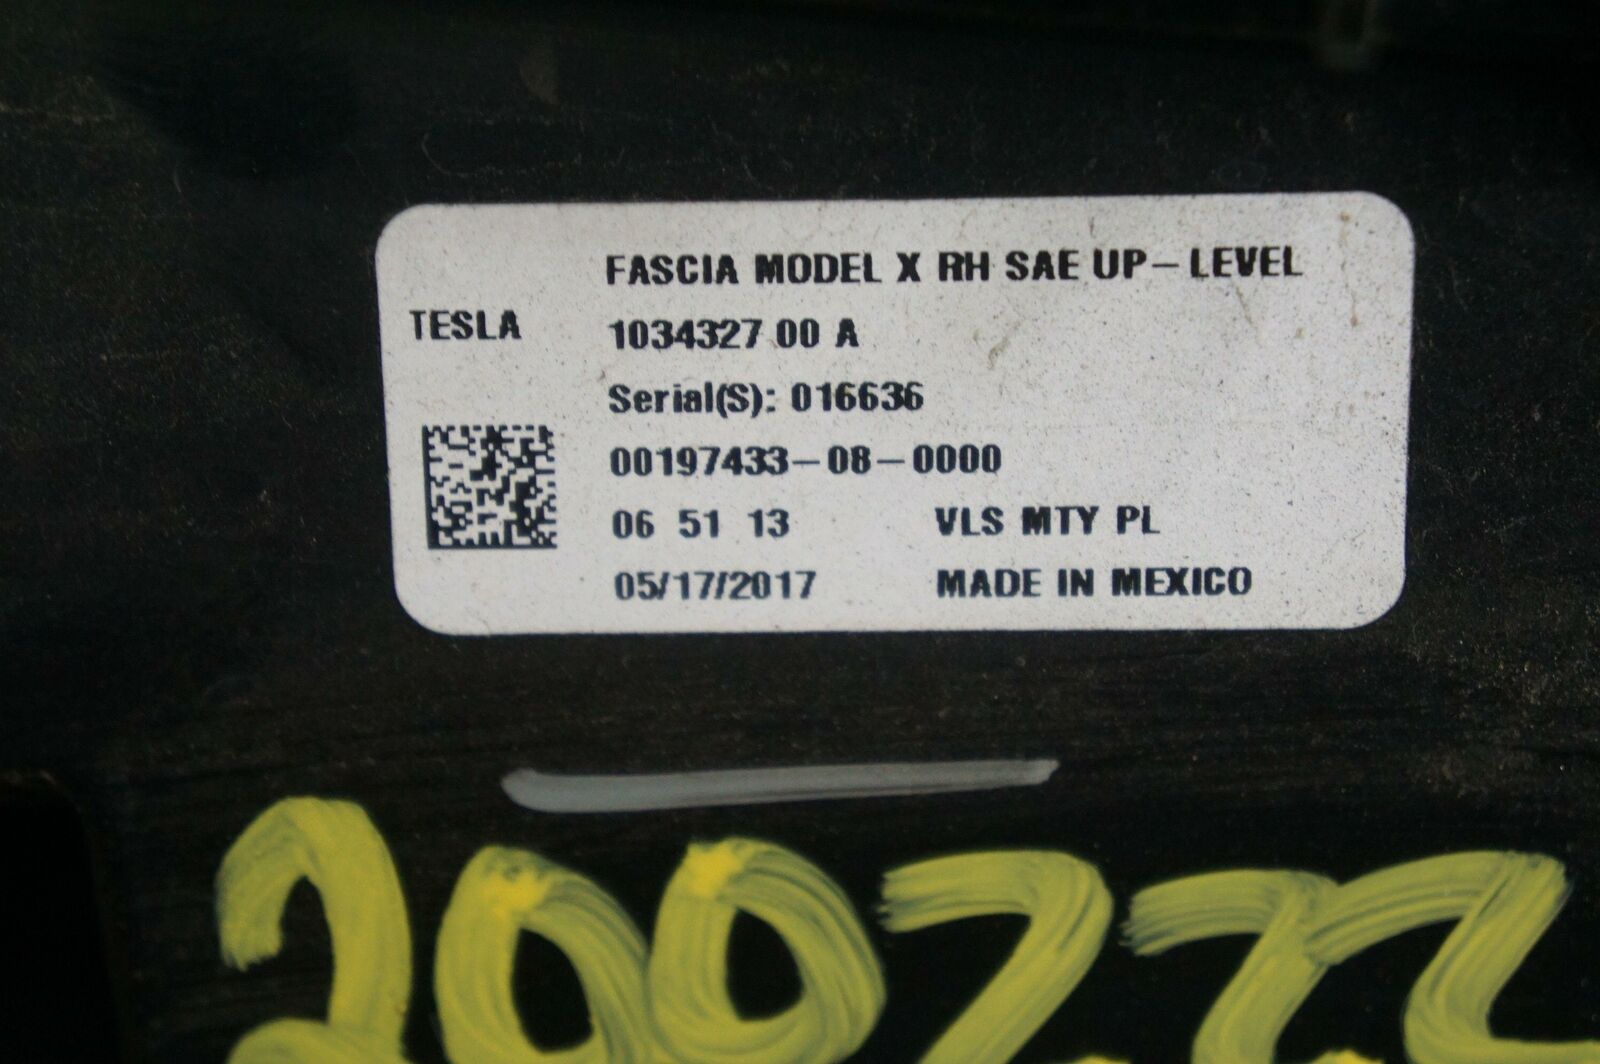 FASCIA MODEL X RH SAE UP-LEVEL
TESLA
1034327 00 A
Serial(S): 016636
00197433-08-0000
06 51 13 VLS MTY PL
05/17/2017 MADE IN MEXICO